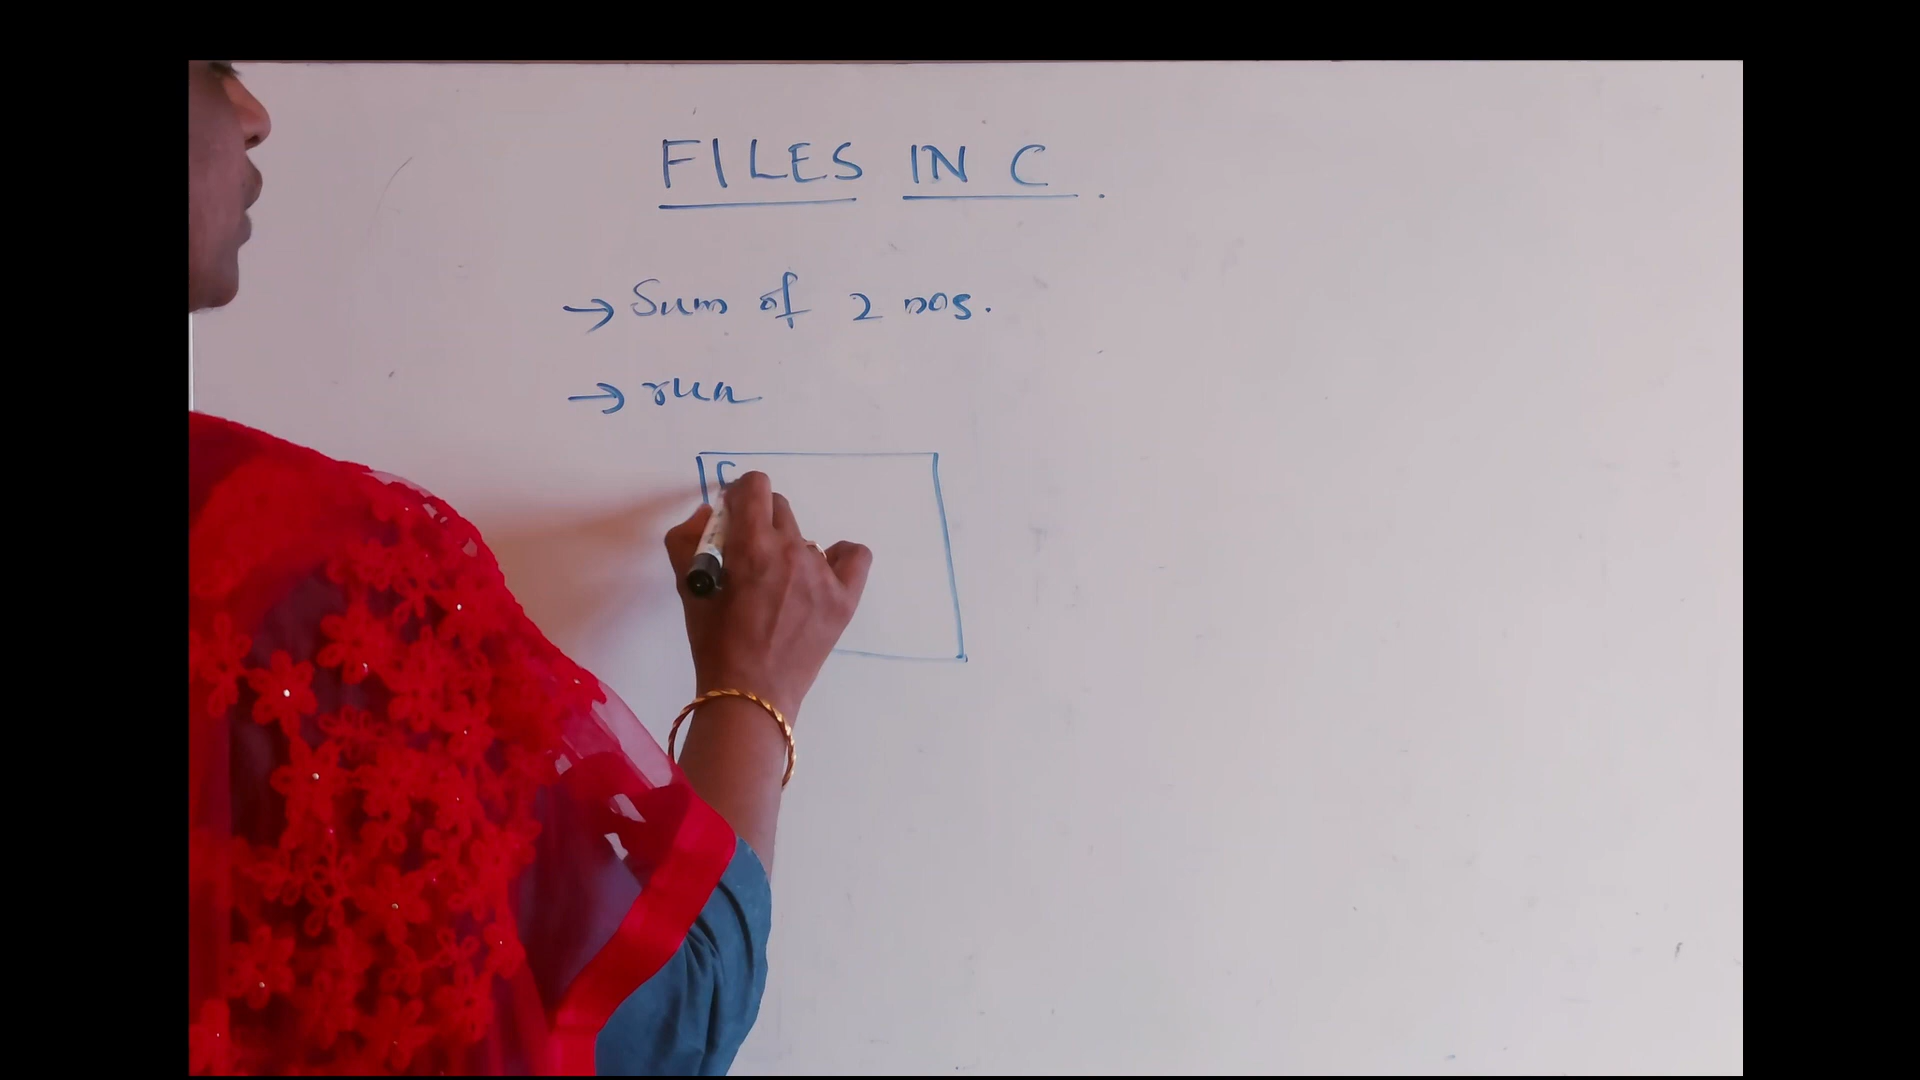 FILES IN C.
→ Sum of 2 nos.
→ run